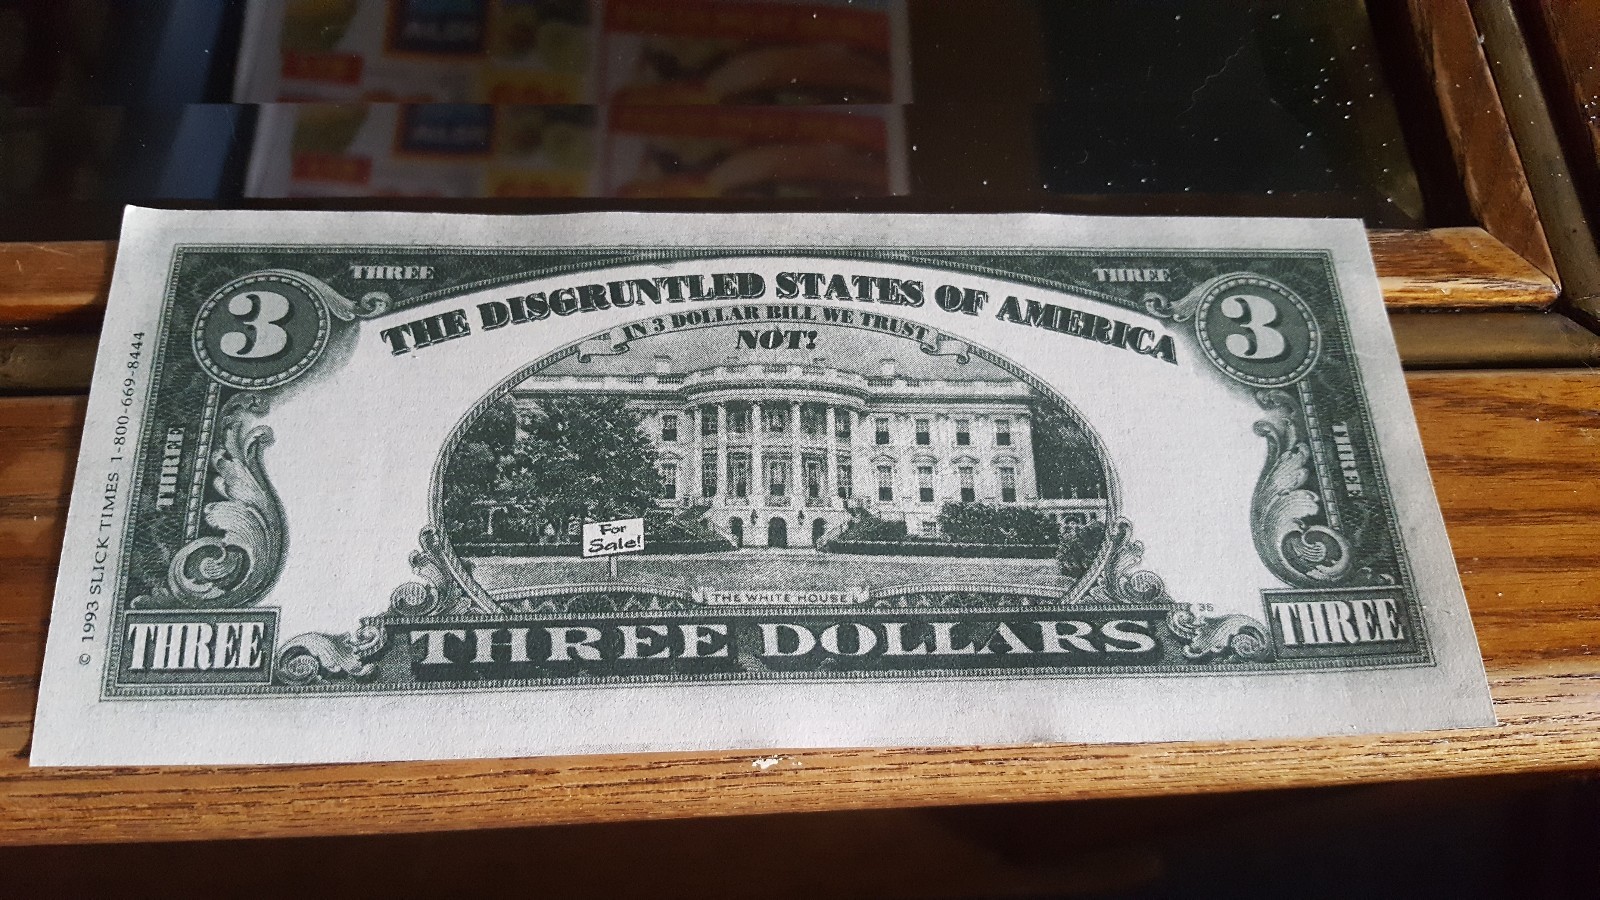 THREE THREE
3 3
THE DISGRUNTLED STATES OF AMERICA
IN 3 DOLLAR BILL WE TRUST
NOT!
THREE THREE
© 1993 SLICK TIMES 1-800-669-8444
For
Sale!
THE WHITE HOUSE
35
THREE THREE DOLLARS THREE